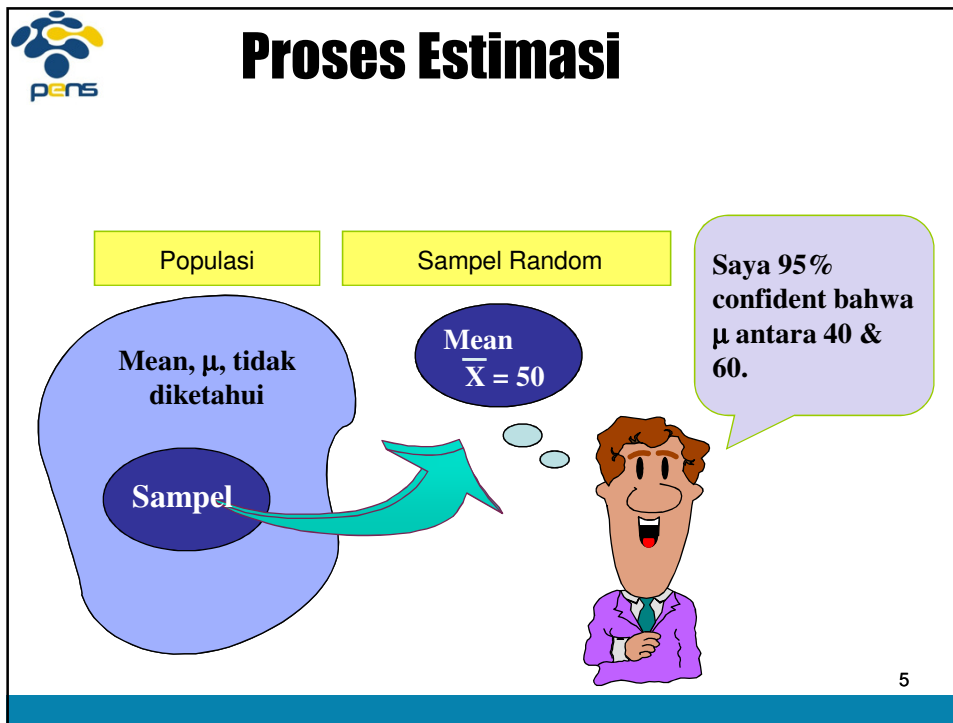 pens
Proses Estimasi
Populasi
Sampel Random
Saya 95%
confident bahwa
μ antara 40 &
60.
Mean, μ, tidak
diketahui
Mean
X̅ = 50
Sampel
5